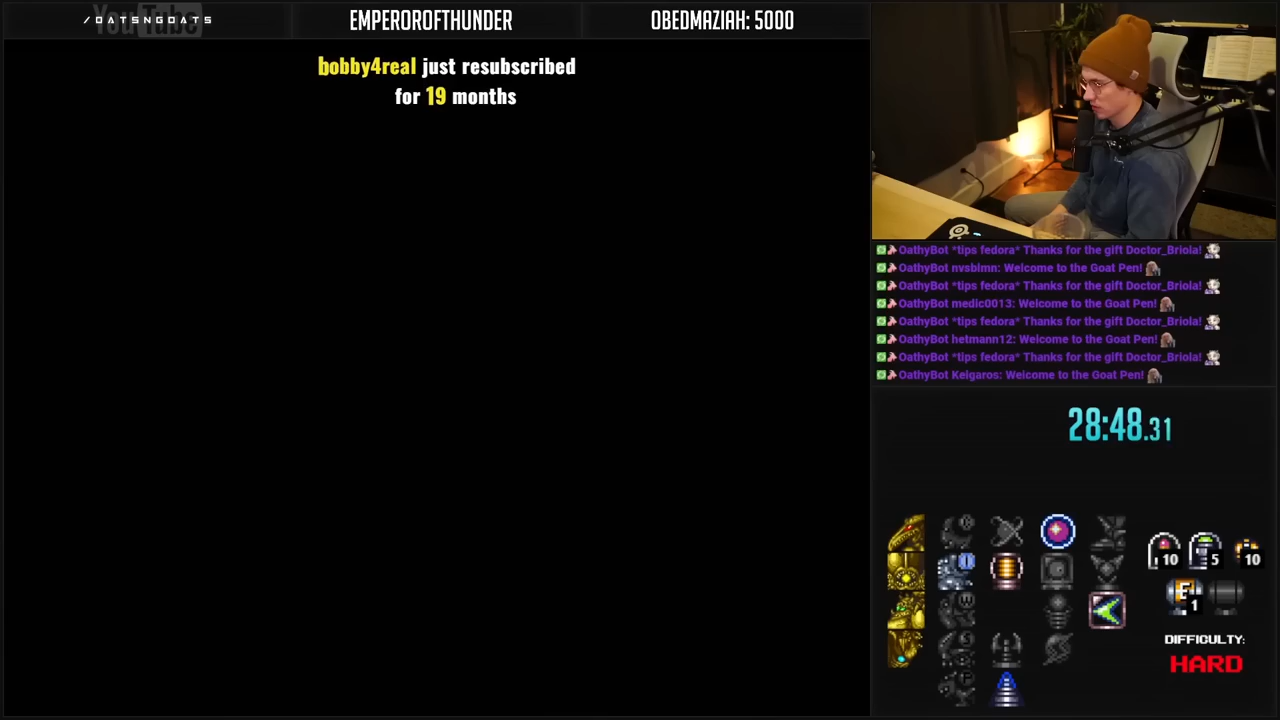 YouTube
/OATSNGOATS
EMPEROROFTHUNDER
OBEDMAZIAH: 5000
bobby4real just resubscribed
for 19 months
OathyBot *tips fedora* Thanks for the gift Doctor_Briola!
OathyBot nvsblmn: Welcome to the Goat Pen!
OathyBot *tips fedora* Thanks for the gift Doctor_Briola!
OathyBot medic0013: Welcome to the Goat Pen!
OathyBot *tips fedora* Thanks for the gift Doctor_Briola!
OathyBot hetmann12: Welcome to the Goat Pen!
OathyBot *tips fedora* Thanks for the gift Doctor_Briola!
OathyBot Kelgaros: Welcome to the Goat Pen!
28:48.31
10 5 10
E 1
DIFFICULTY:
HARD